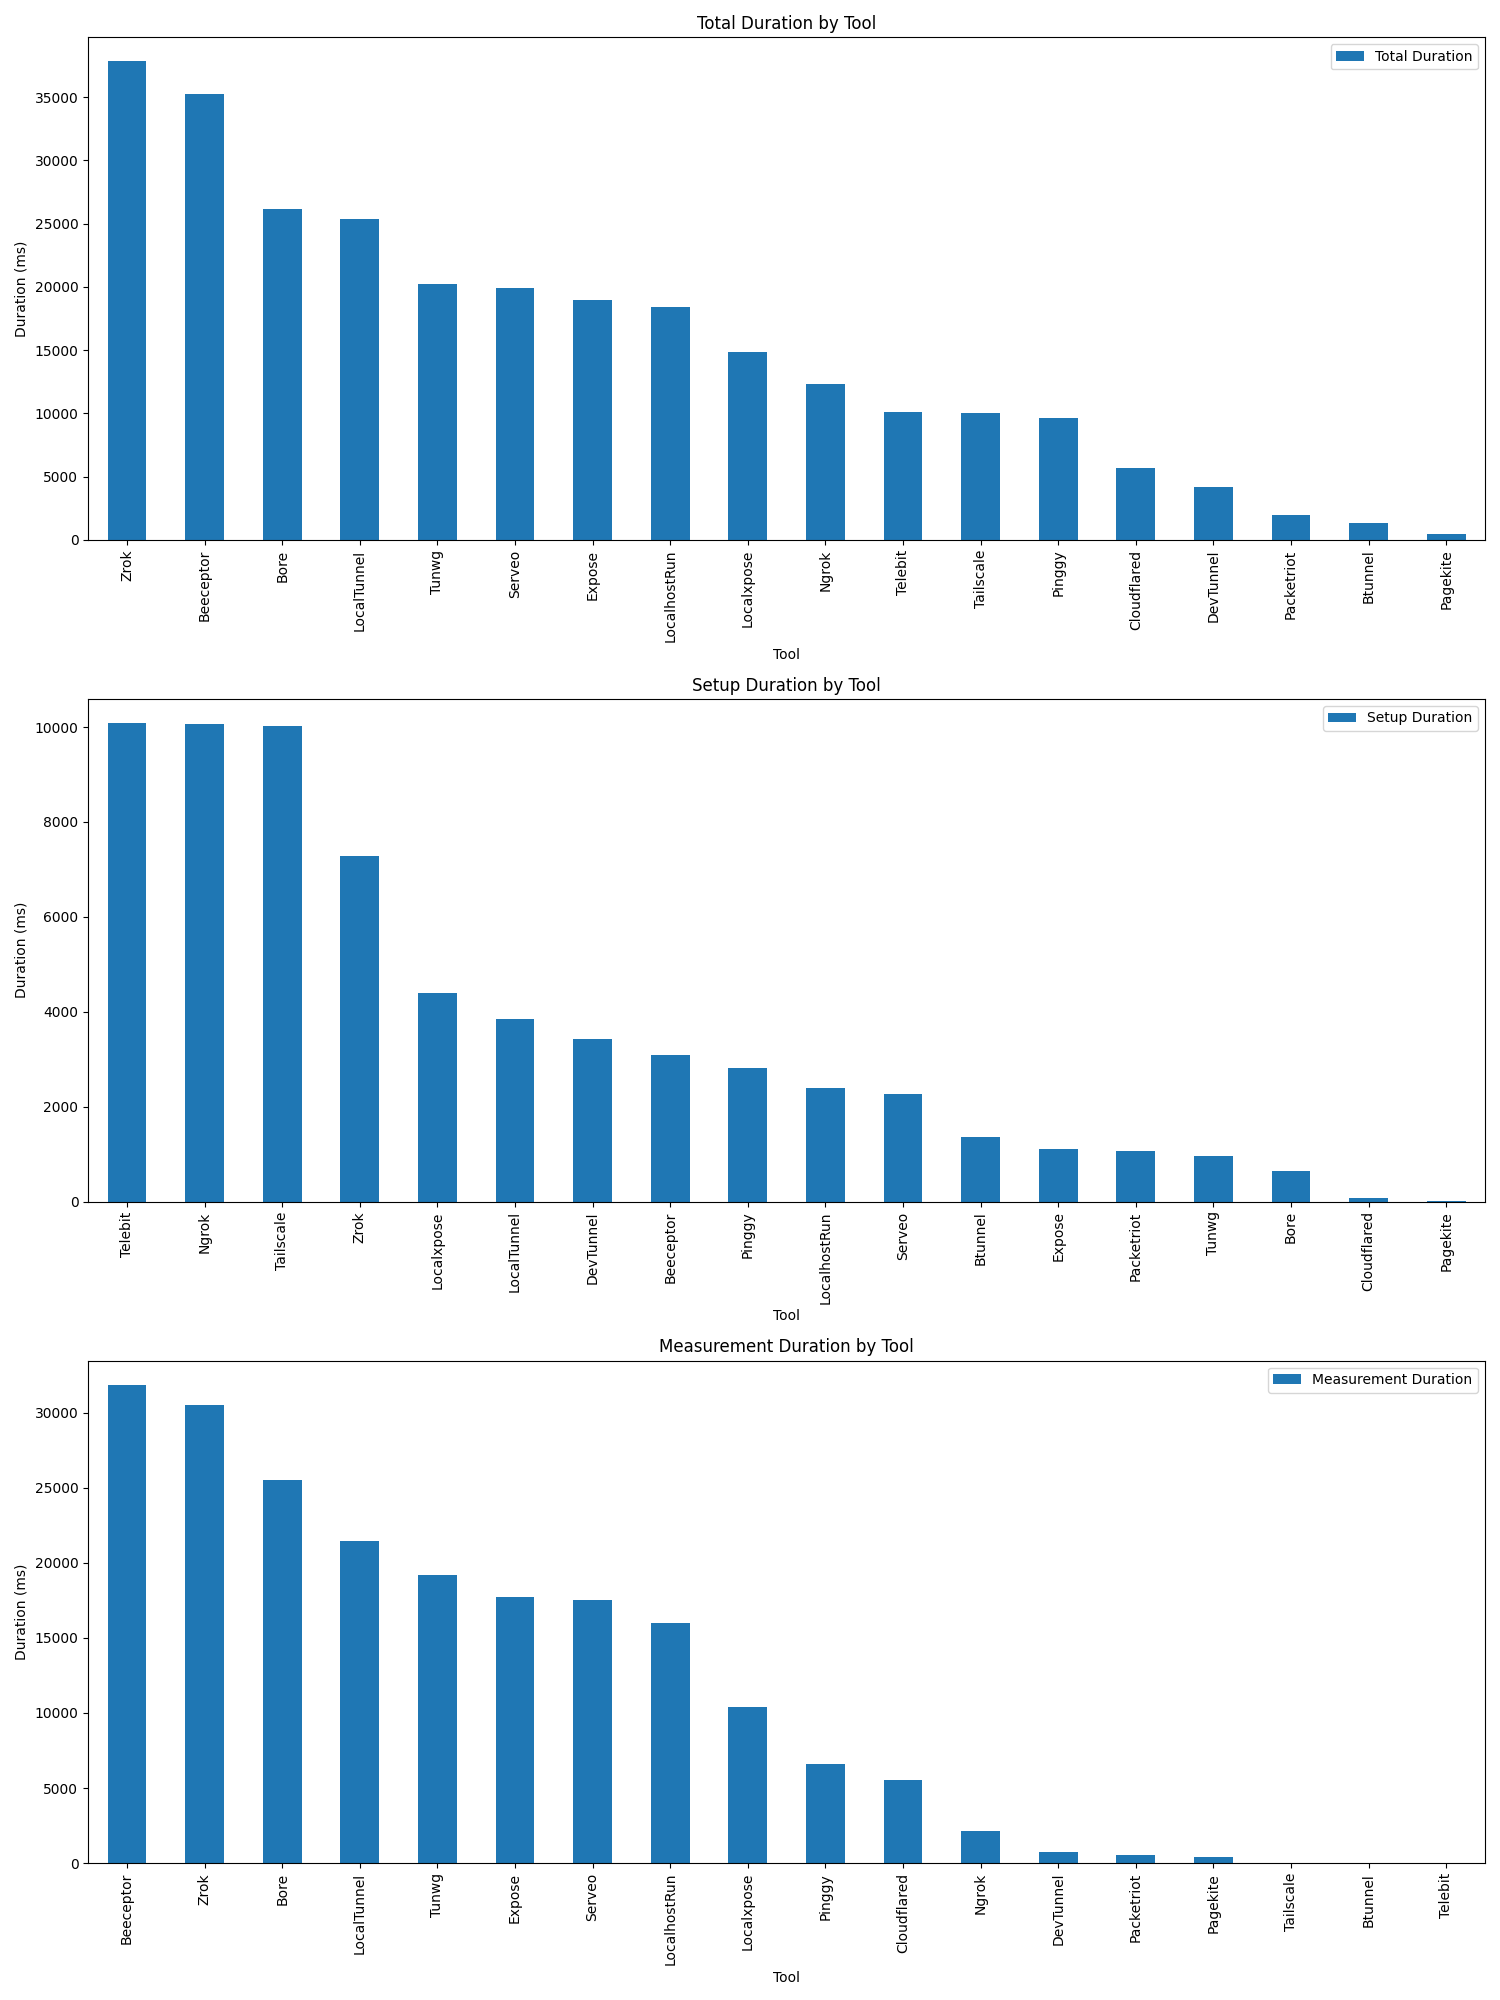 Total Duration by Tool
Total Duration
Duration (ms)
35000
30000
25000
20000
15000
10000
5000
0
Zrok
Beeceptor
Bore
LocalTunnel
Tunwg
Serveo
Expose
LocalhostRun
Localxpose
Ngrok
Telebit
Tailscale
Pinggy
Cloudflared
DevTunnel
Packetriot
Btunnel
Pagekite
Tool
Setup Duration by Tool
Setup Duration
Duration (ms)
10000
8000
6000
4000
2000
0
Telebit
Ngrok
Tailscale
Zrok
Localxpose
LocalTunnel
DevTunnel
Beeceptor
Pinggy
LocalhostRun
Serveo
Btunnel
Expose
Packetriot
Tunwg
Bore
Cloudflared
Pagekite
Tool
Measurement Duration by Tool
Measurement Duration
Duration (ms)
30000
25000
20000
15000
10000
5000
0
Beeceptor
Zrok
Bore
LocalTunnel
Tunwg
Expose
Serveo
LocalhostRun
Localxpose
Pinggy
Cloudflared
Ngrok
DevTunnel
Packetriot
Pagekite
Tailscale
Btunnel
Telebit
Tool